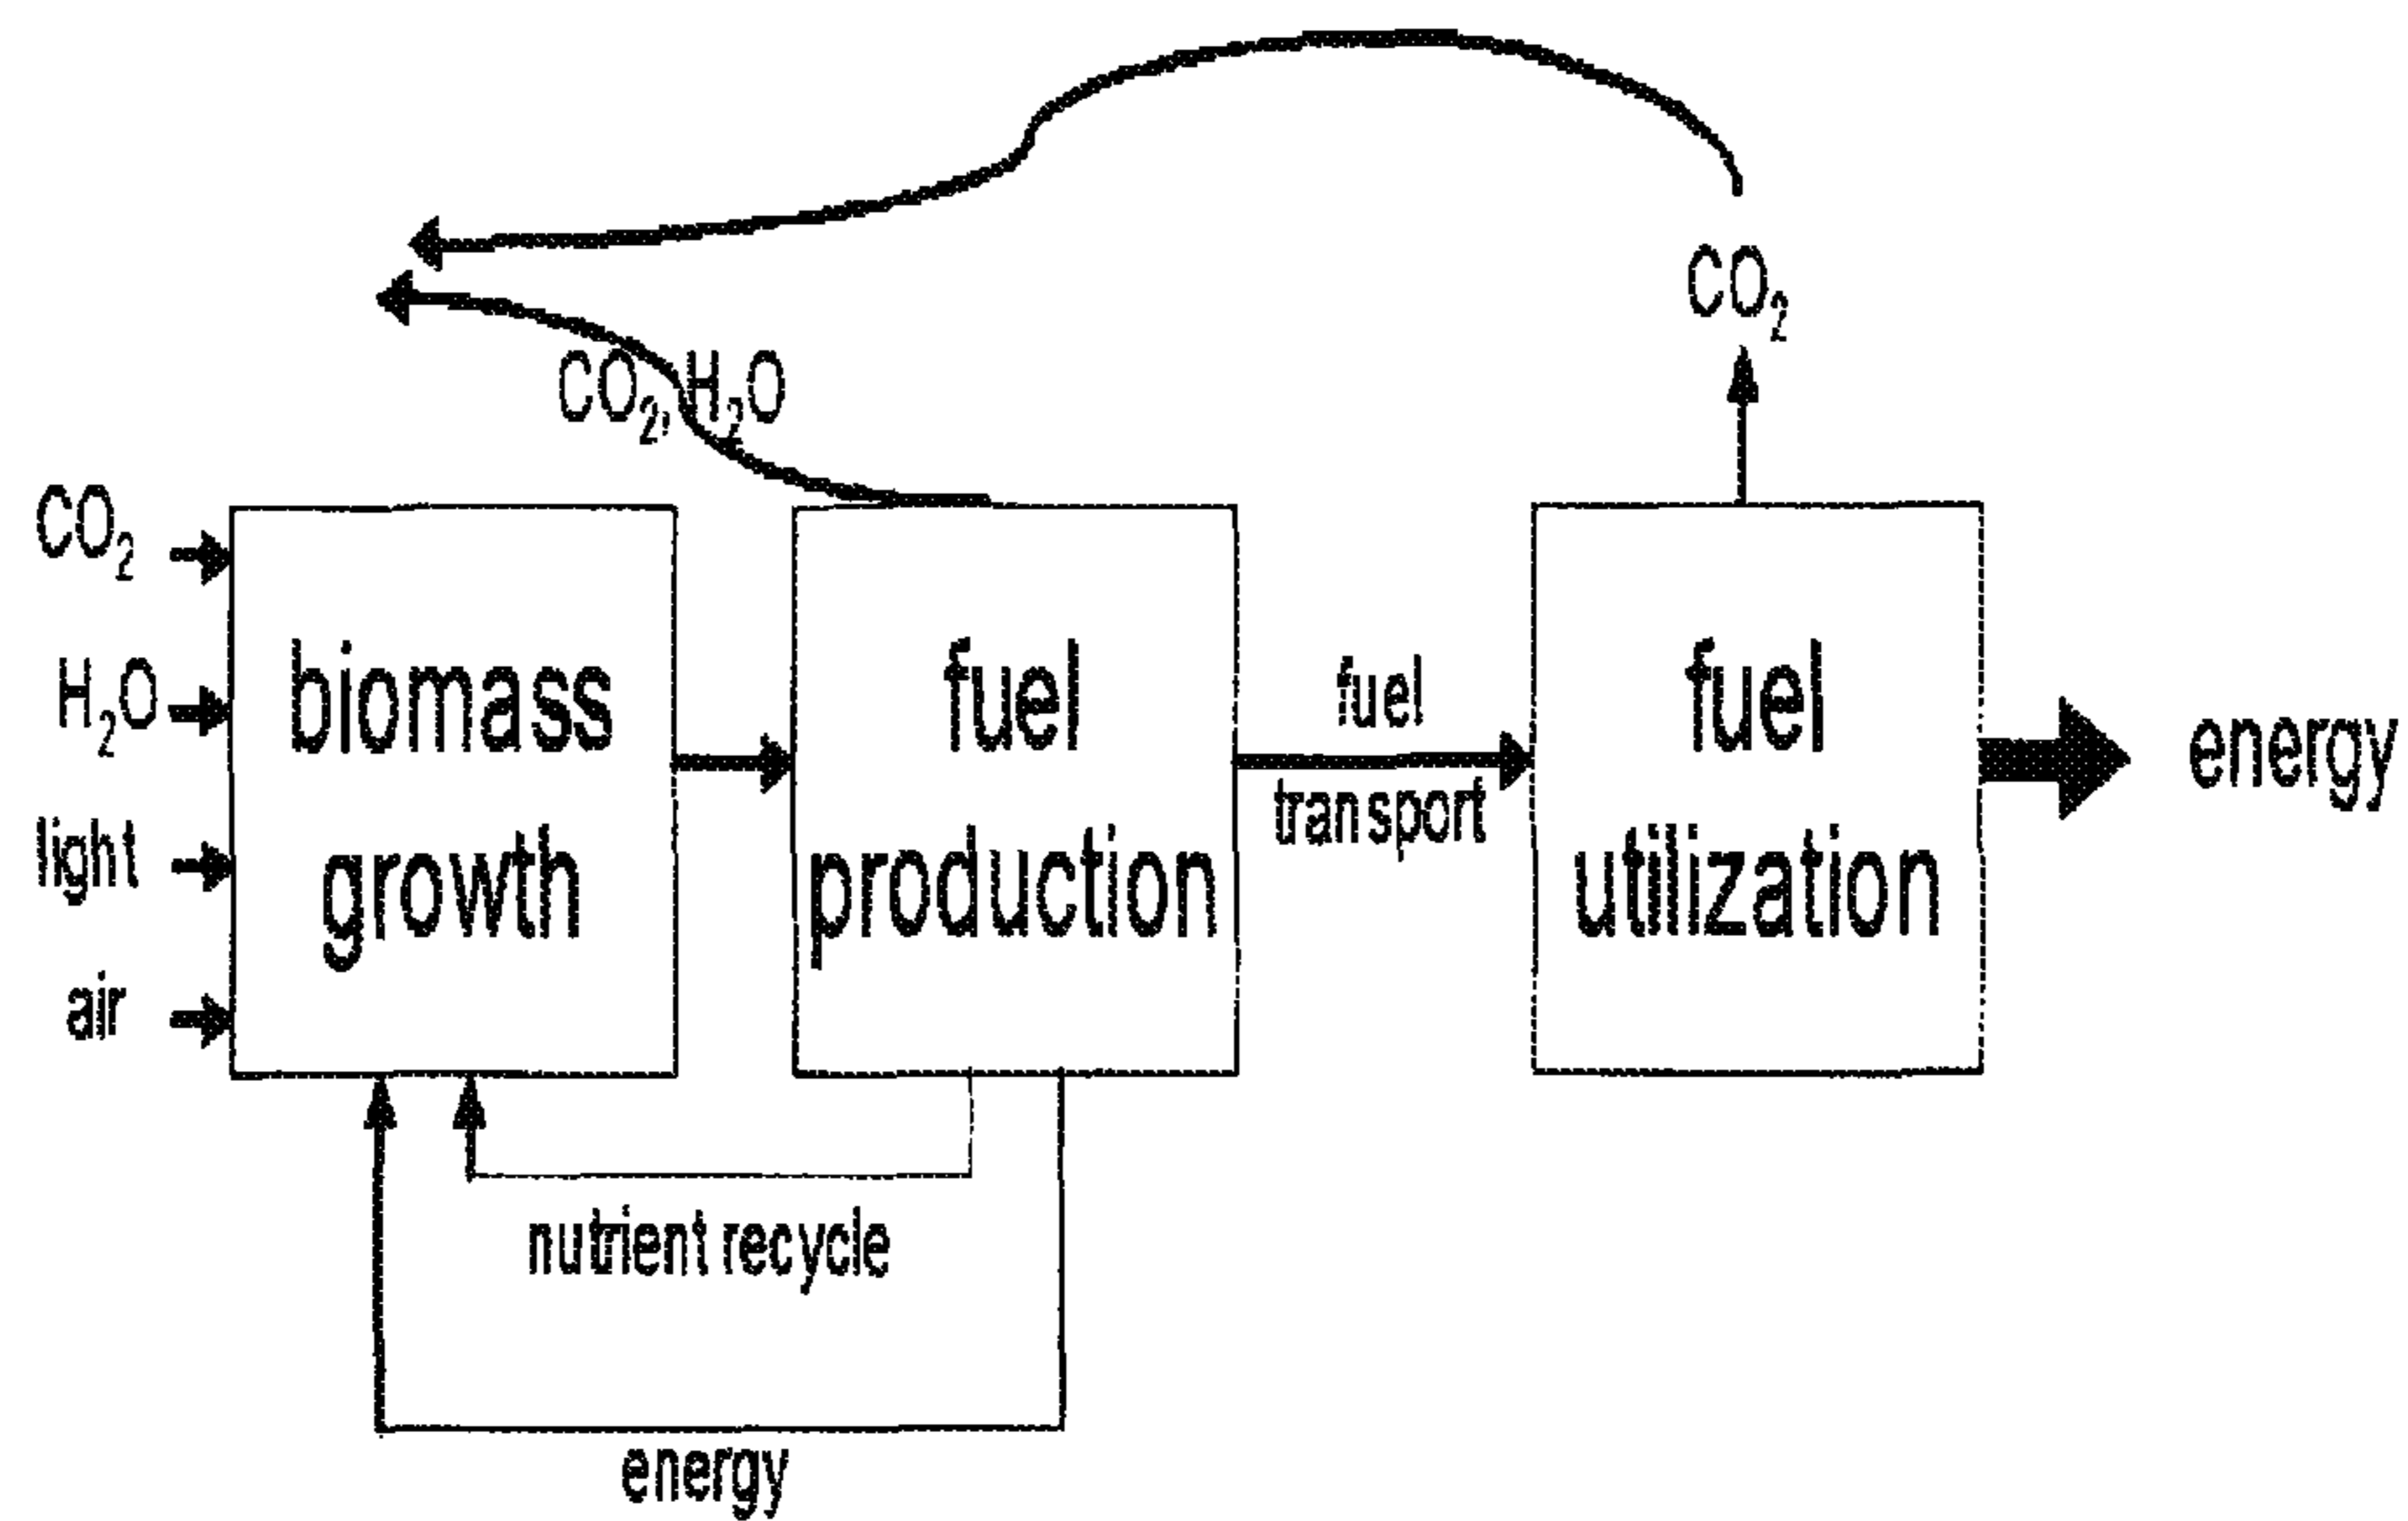 CO₂
CO₂, H₂O
CO₂
H₂O
light
air
biomass
growth
fuel
production
fuel
transport
fuel
utilization
energy
nutrient recycle
energy